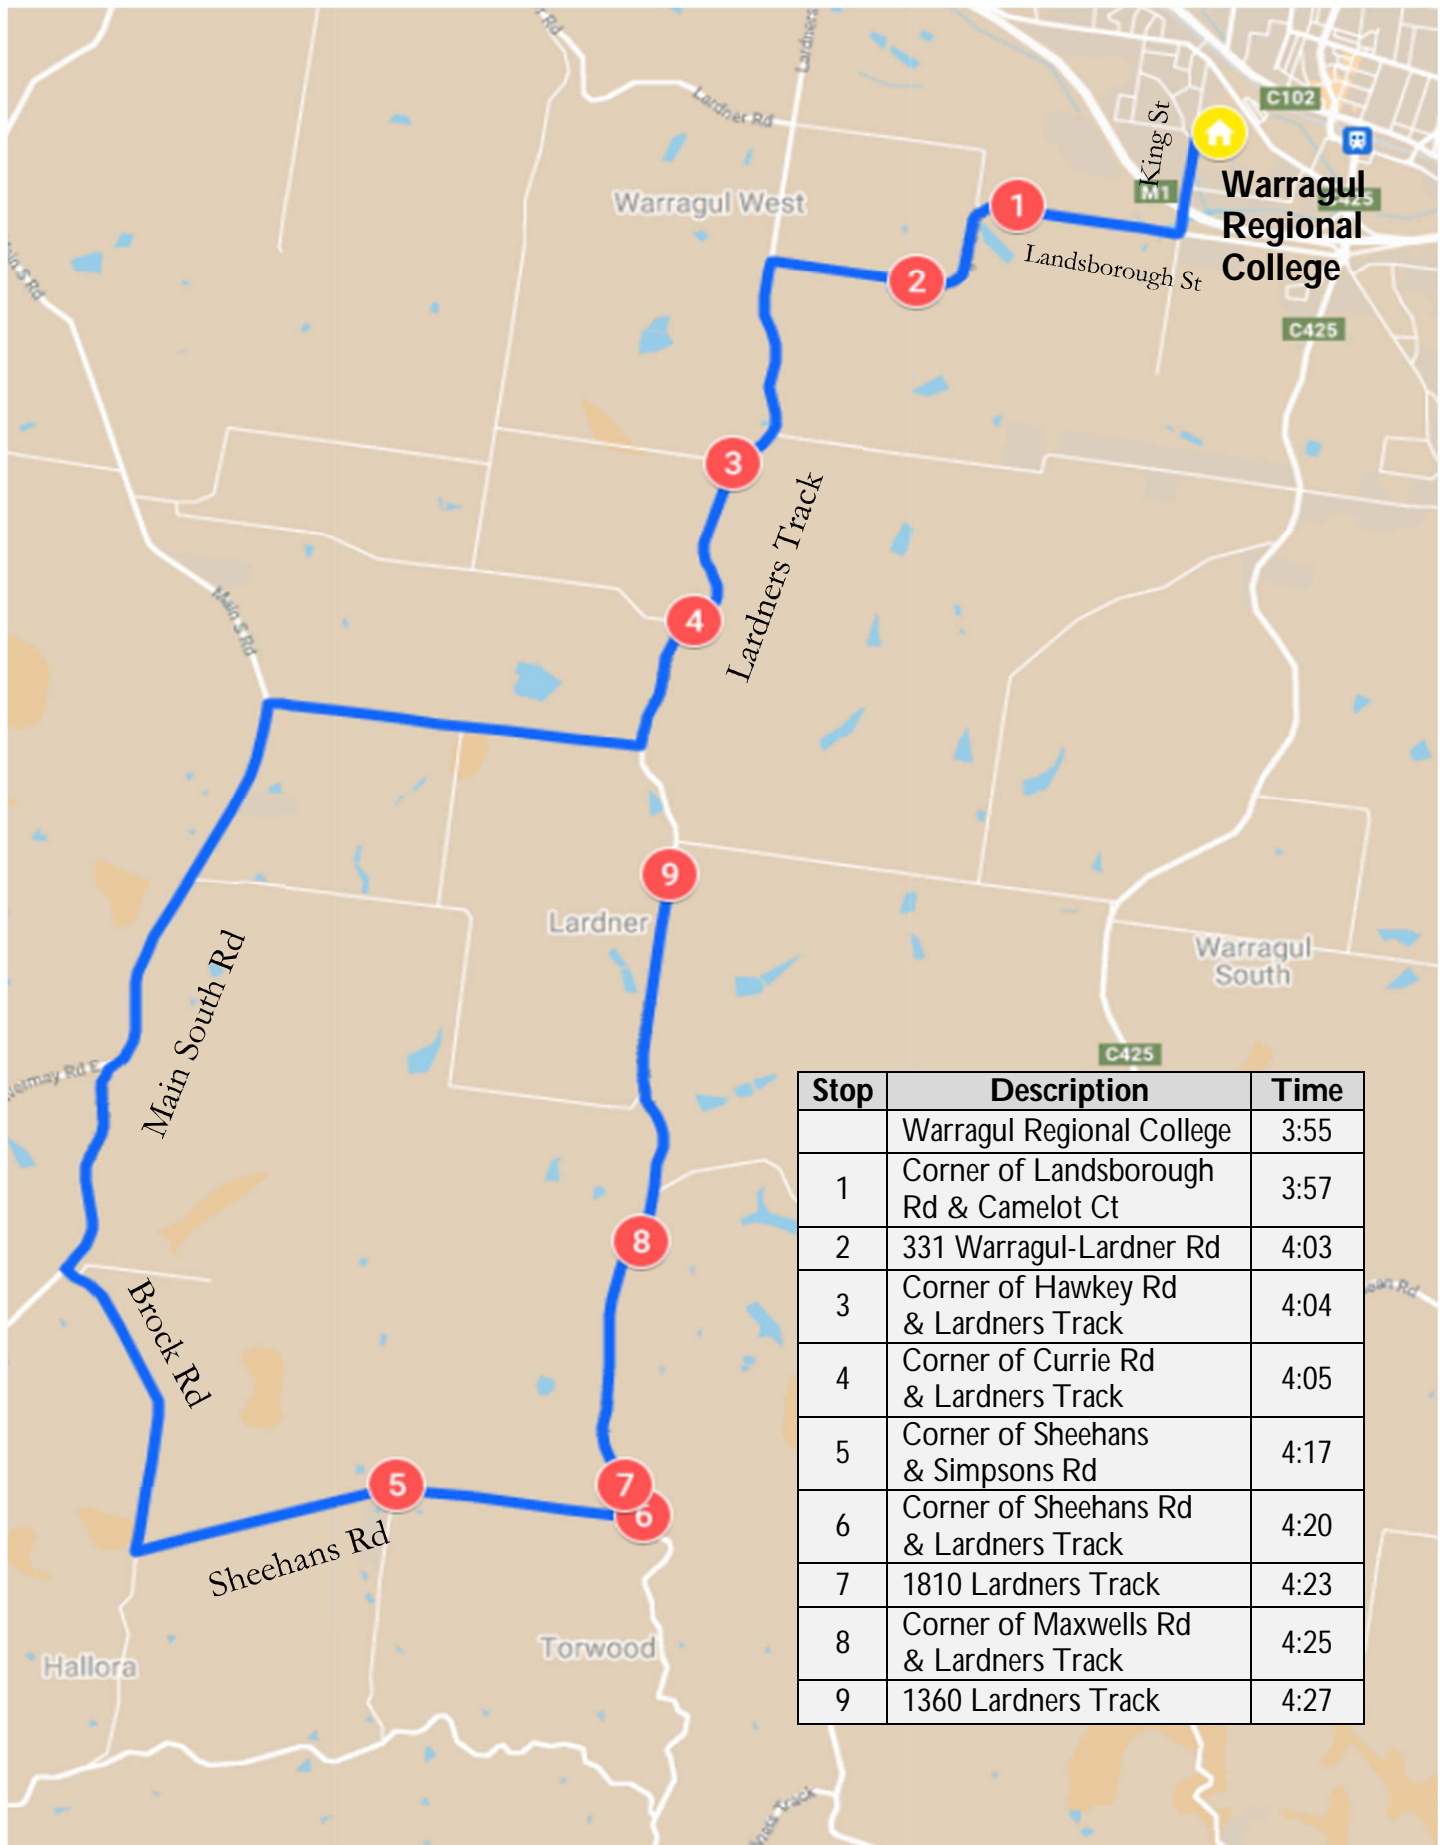 Lardners
Lardner Rd
King St
C102
M1
C425
Warragul
Regional
College
Warragul West
1
Landsborough St
2
C425
3
Lardners Track
4
Main S Rd
9
Lardner
Warragul
South
Main South Rd
C425
8
Brock Rd
5
7
6
Sheehans Rd
Torwood
Hallora
Stop Description Time
Warragul Regional College 3:55
1 Corner of Landsborough
Rd & Camelot Ct 3:57
2 331 Warragul-Lardner Rd 4:03
3 Corner of Hawkey Rd
& Lardners Track 4:04
4 Corner of Currie Rd
& Lardners Track 4:05
5 Corner of Sheehans
& Simpsons Rd 4:17
6 Corner of Sheehans Rd
& Lardners Track 4:20
7 1810 Lardners Track 4:23
8 Corner of Maxwells Rd
& Lardners Track 4:25
9 1360 Lardners Track 4:27